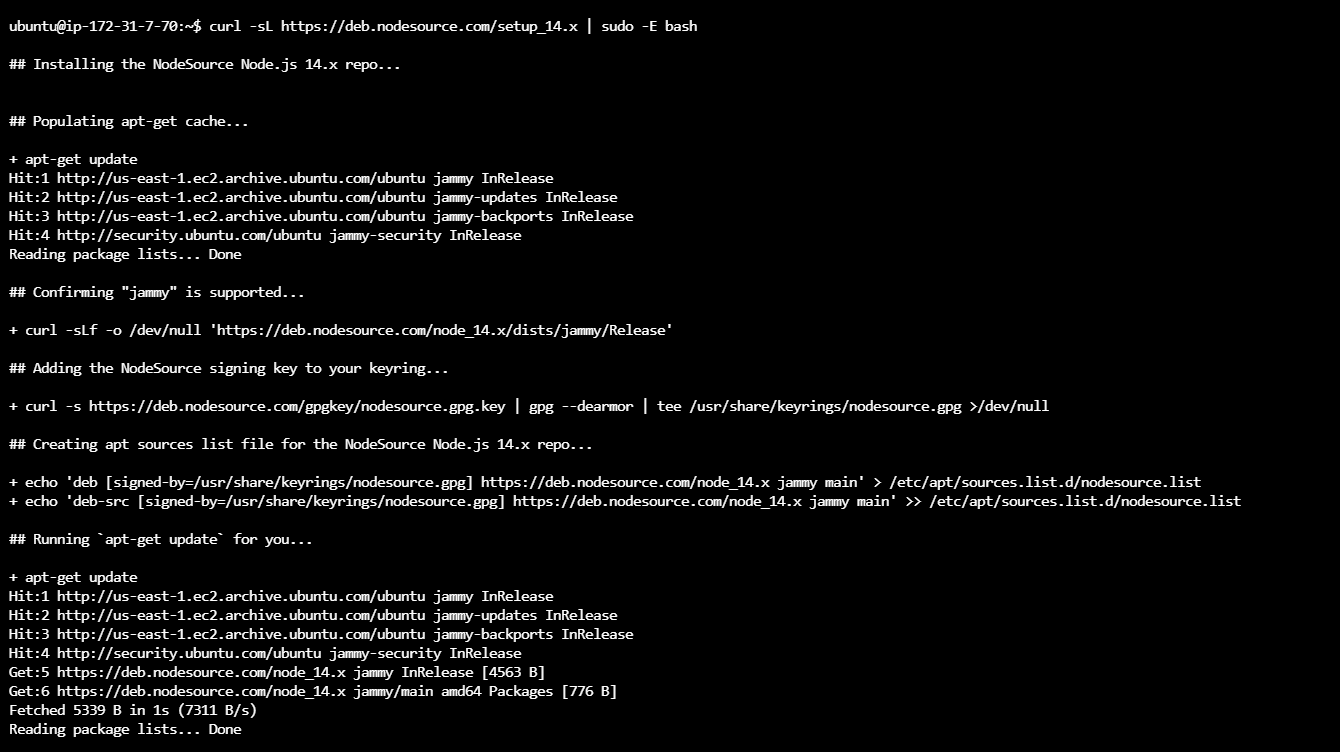 ubuntu@ip-172-31-7-70:~$ curl -sL https://deb.nodesource.com/setup_14.x | sudo -E bash
## Installing the NodeSource Node.js 14.x repo...
## Populating apt-get cache...
+ apt-get update
Hit:1 http://us-east-1.ec2.archive.ubuntu.com/ubuntu jammy InRelease
Hit:2 http://us-east-1.ec2.archive.ubuntu.com/ubuntu jammy-updates InRelease
Hit:3 http://us-east-1.ec2.archive.ubuntu.com/ubuntu jammy-backports InRelease
Hit:4 http://security.ubuntu.com/ubuntu jammy-security InRelease
Reading package lists... Done
## Confirming "jammy" is supported...
+ curl -sLf -o /dev/null 'https://deb.nodesource.com/node_14.x/dists/jammy/Release'
## Adding the NodeSource signing key to your keyring...
+ curl -s https://deb.nodesource.com/gpgkey/nodesource.gpg.key | gpg --dearmor | tee /usr/share/keyrings/nodesource.gpg >/dev/null
## Creating apt sources list file for the NodeSource Node.js 14.x repo...
+ echo 'deb [signed-by=/usr/share/keyrings/nodesource.gpg] https://deb.nodesource.com/node_14.x jammy main' > /etc/apt/sources.list.d/nodesource.list
+ echo 'deb-src [signed-by=/usr/share/keyrings/nodesource.gpg] https://deb.nodesource.com/node_14.x jammy main' >> /etc/apt/sources.list.d/nodesource.list
## Running `apt-get update` for you...
+ apt-get update
Hit:1 http://us-east-1.ec2.archive.ubuntu.com/ubuntu jammy InRelease
Hit:2 http://us-east-1.ec2.archive.ubuntu.com/ubuntu jammy-updates InRelease
Hit:3 http://us-east-1.ec2.archive.ubuntu.com/ubuntu jammy-backports InRelease
Hit:4 http://security.ubuntu.com/ubuntu jammy-security InRelease
Get:5 https://deb.nodesource.com/node_14.x jammy InRelease [4563 B]
Get:6 https://deb.nodesource.com/node_14.x jammy/main amd64 Packages [776 B]
Fetched 5339 B in 1s (7311 B/s)
Reading package lists... Done